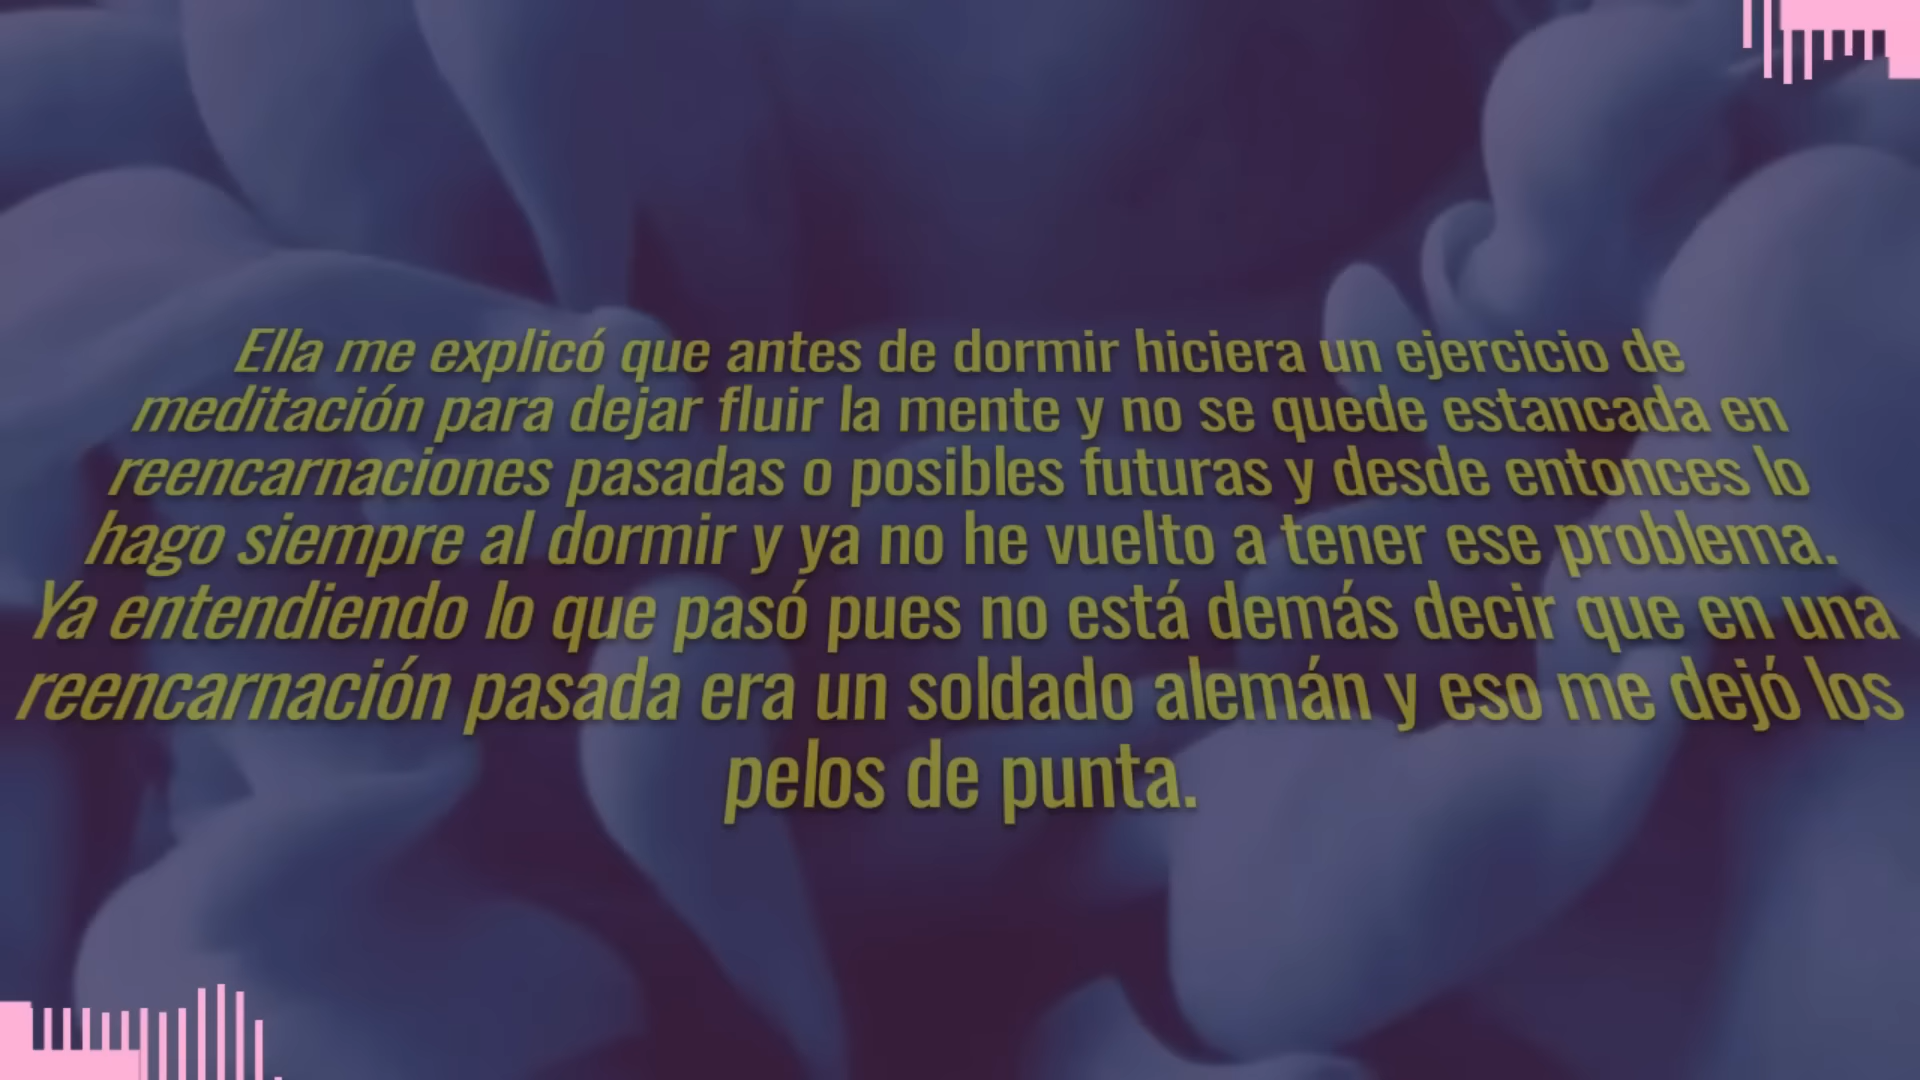 Ella me explicó que antes de dormir hiciera un ejercicio de
meditación para dejar fluir la mente y no se quede estancada en
reencarnaciones pasadas o posibles futuras y desde entonces lo
hago siempre al dormir y ya no he vuelto a tener ese problema.
Ya entendiendo lo que pasó pues no está demás decir que en una
reencarnación pasada era un soldado alemán y eso me dejó los
pelos de punta.